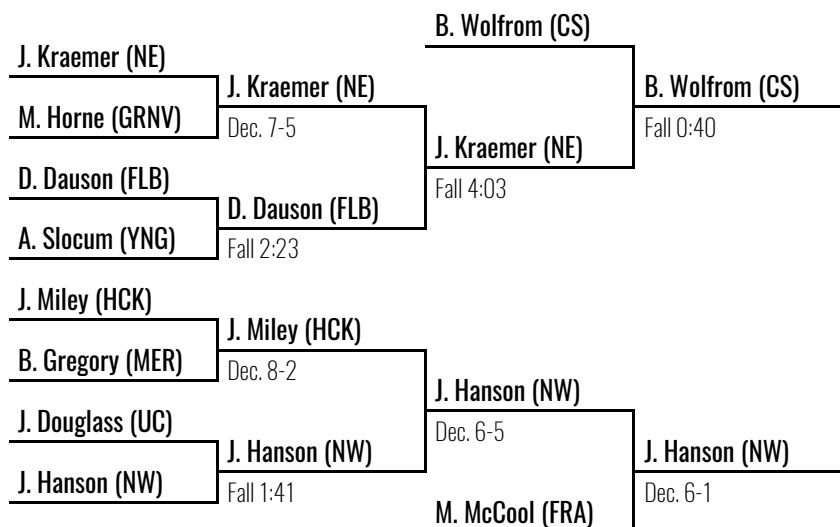 B. Wolfrom (CS)
J. Kraemer (NE)
J. Kraemer (NE)
B. Wolfrom (CS)
M. Horne (GRNV)
Dec. 7-5
Fall 0:40
J. Kraemer (NE)
D. Dauson (FLB)
Fall 4:03
D. Dauson (FLB)
A. Slocum (YNG)
Fall 2:23
J. Miley (HCK)
J. Miley (HCK)
B. Gregory (MER)
Dec. 8-2
J. Hanson (NW)
J. Douglass (UC)
Dec. 6-5
J. Hanson (NW)
J. Hanson (NW)
J. Hanson (NW)
Fall 1:41
Dec. 6-1
M. McCool (FRA)